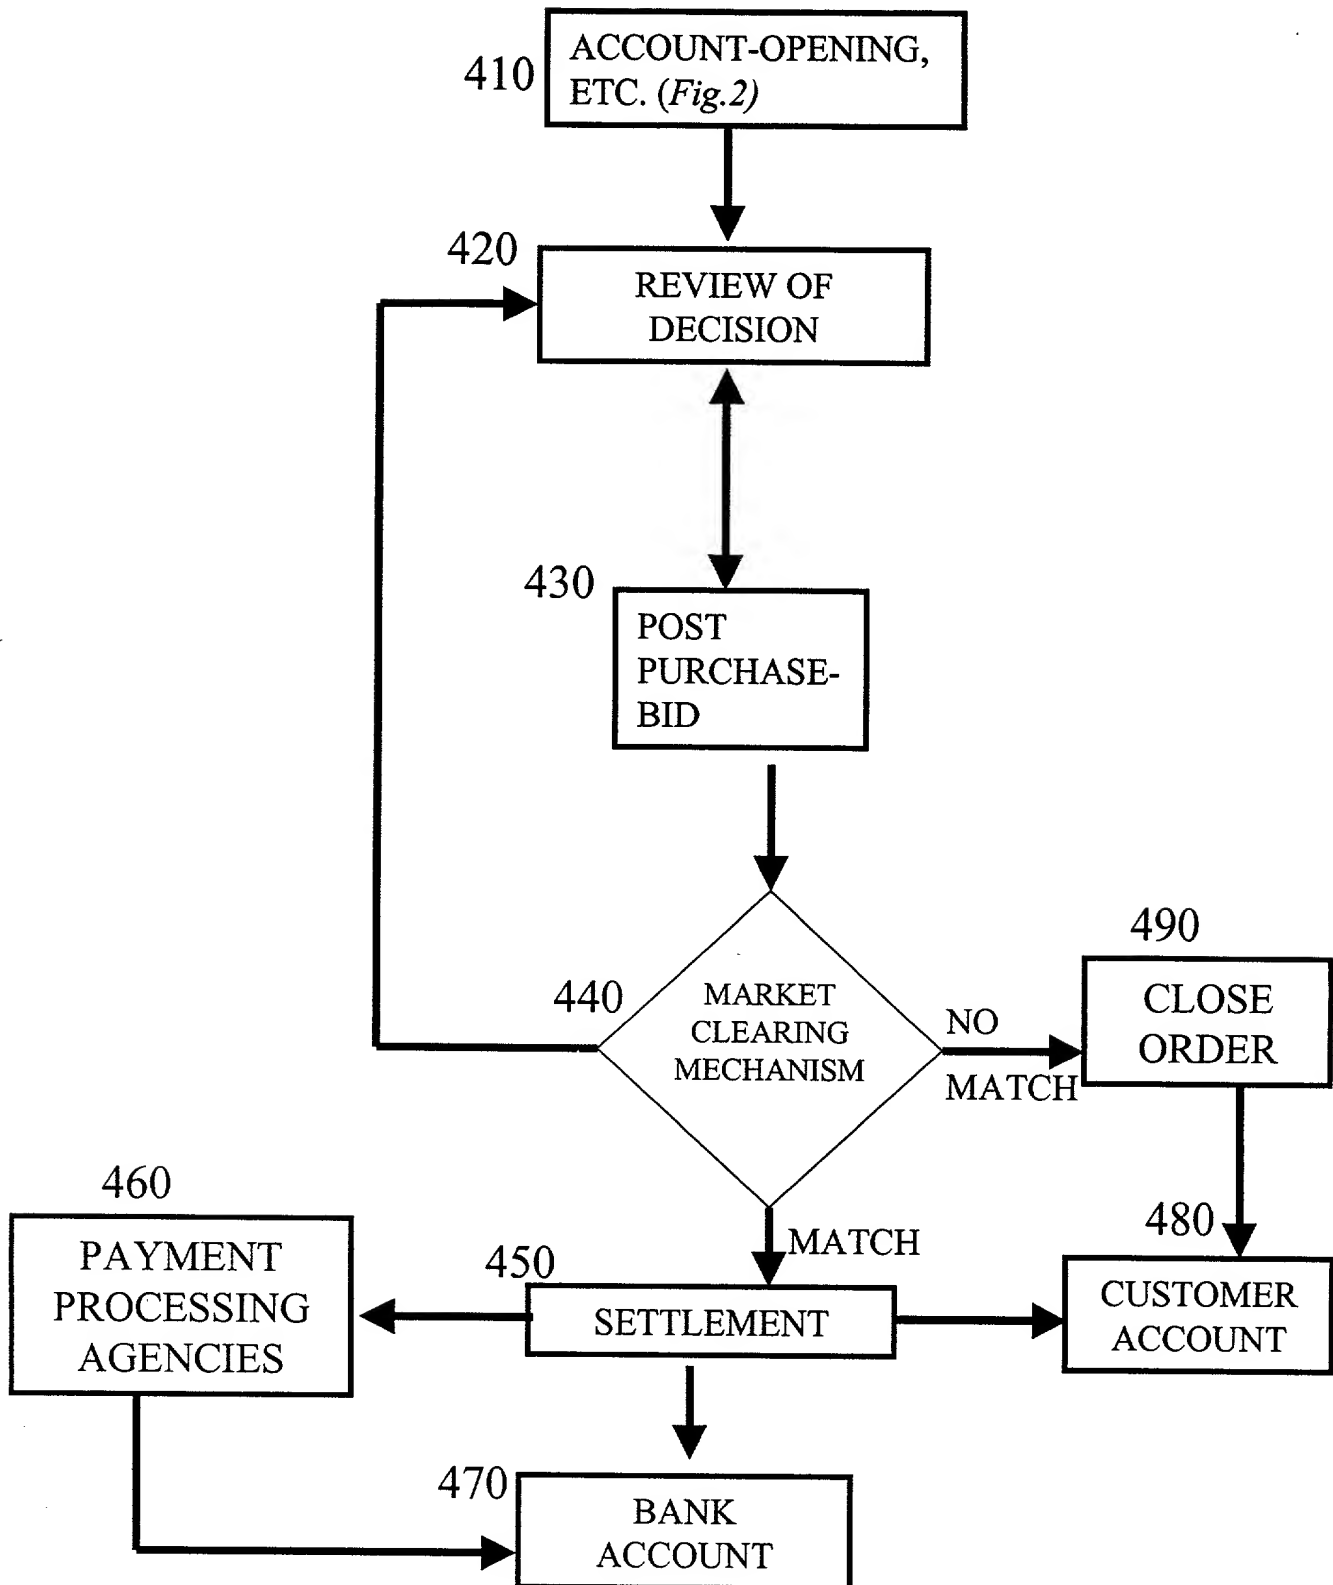 410
ACCOUNT-OPENING,
ETC. (Fig.2)
420
REVIEW OF
DECISION
430
POST
PURCHASE-
BID
440
MARKET
CLEARING
MECHANISM
NO
MATCH
490
CLOSE
ORDER
MATCH
460
PAYMENT
PROCESSING
AGENCIES
450
SETTLEMENT
480
CUSTOMER
ACCOUNT
470
BANK
ACCOUNT